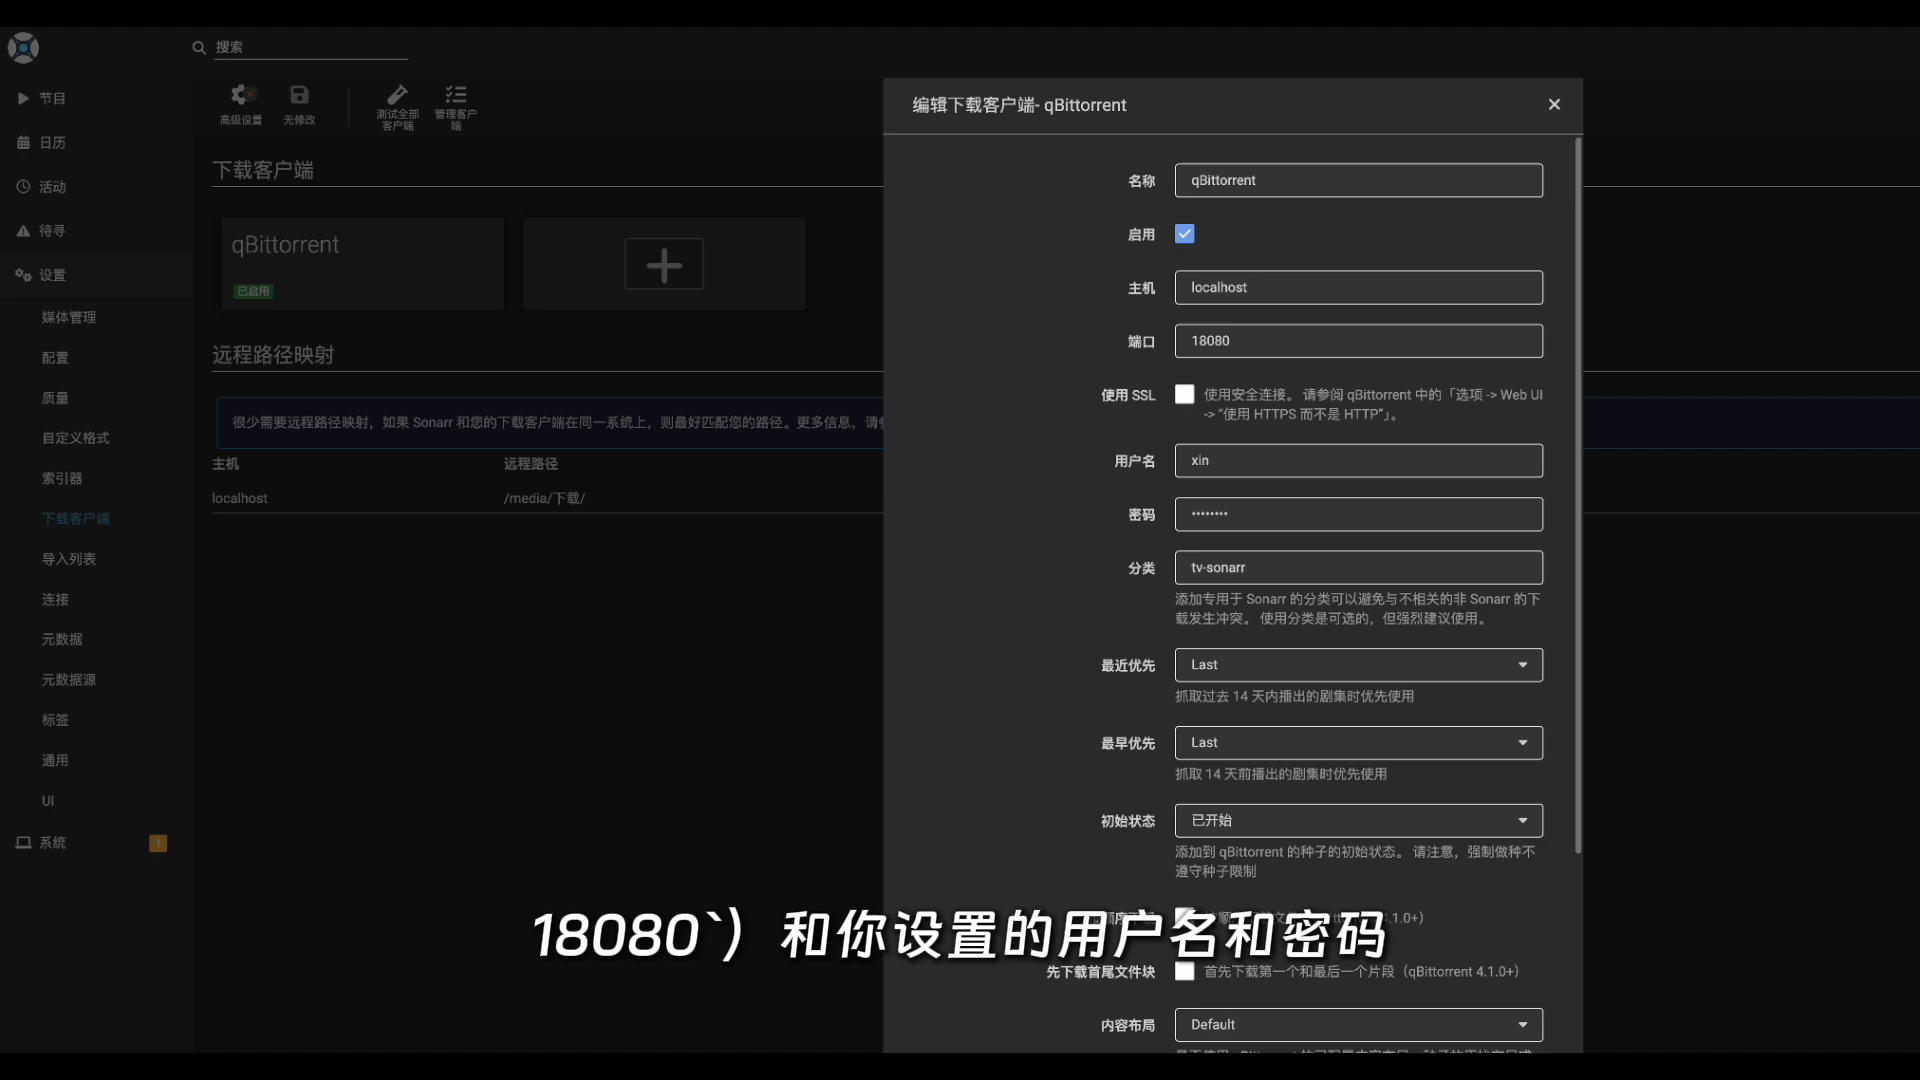 搜索
节目
日历
活动
待寻
设置
媒体管理
配置
质量
自定义格式
索引器
下载客户端
导入列表
连接
元数据
元数据源
标签
通用
UI
系统
1
高级设置
无修改
测试全部
客户端
管理客户
端
下载客户端
qBittorrent
已启用
远程路径映射
很少需要远程路径映射，如果 Sonarr 和您的下载客户端在同一系统上，则最好匹配您的路径。更多信息，请
主机
远程路径
localhost
/media/下载/
编辑下载客户端- qBittorrent
名称
qBittorrent
启用
主机
localhost
端口
18080
使用 SSL
使用安全连接。 请参阅 qBittorrent 中的「选项 -> Web UI
-> “使用 HTTPS 而不是 HTTP”」。
用户名
xin
密码
••••••••
分类
tv-sonarr
添加专用于 Sonarr 的分类可以避免与不相关的非 Sonarr 的下
载发生冲突。 使用分类是可选的，但强烈建议使用。
最近优先
Last
抓取过去 14 天内播出的剧集时优先使用
最早优先
Last
抓取 14 天前播出的剧集时优先使用
初始状态
已开始
添加到 qBittorrent 的种子的初始状态。 请注意，强制做种不
遵守种子限制
.1.0+）
18080`）和你设置的用户名和密码
先下载首尾文件块
首先下载第一个和最后一个片段（qBittorrent 4.1.0+）
内容布局
Default